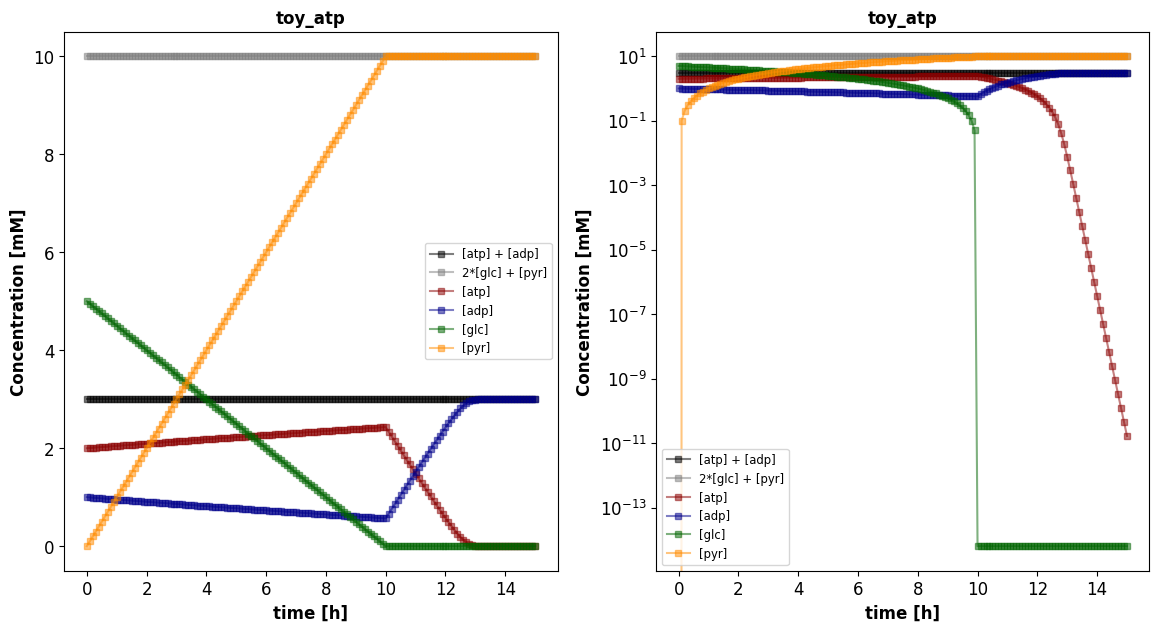 toy_atp
Concentration [mM]
10
8
6
4
2
0
[atp] + [adp]
2*[glc] + [pyr]
[atp]
[adp]
[glc]
[pyr]
0 2 4 6 8 10 12 14
time [h]
toy_atp
Concentration [mM]
10¹
10⁻¹
10⁻³
10⁻⁵
10⁻⁷
10⁻⁹
10⁻¹¹
10⁻¹³
[atp] + [adp]
2*[glc] + [pyr]
[atp]
[adp]
[glc]
[pyr]
0 2 4 6 8 10 12 14
time [h]